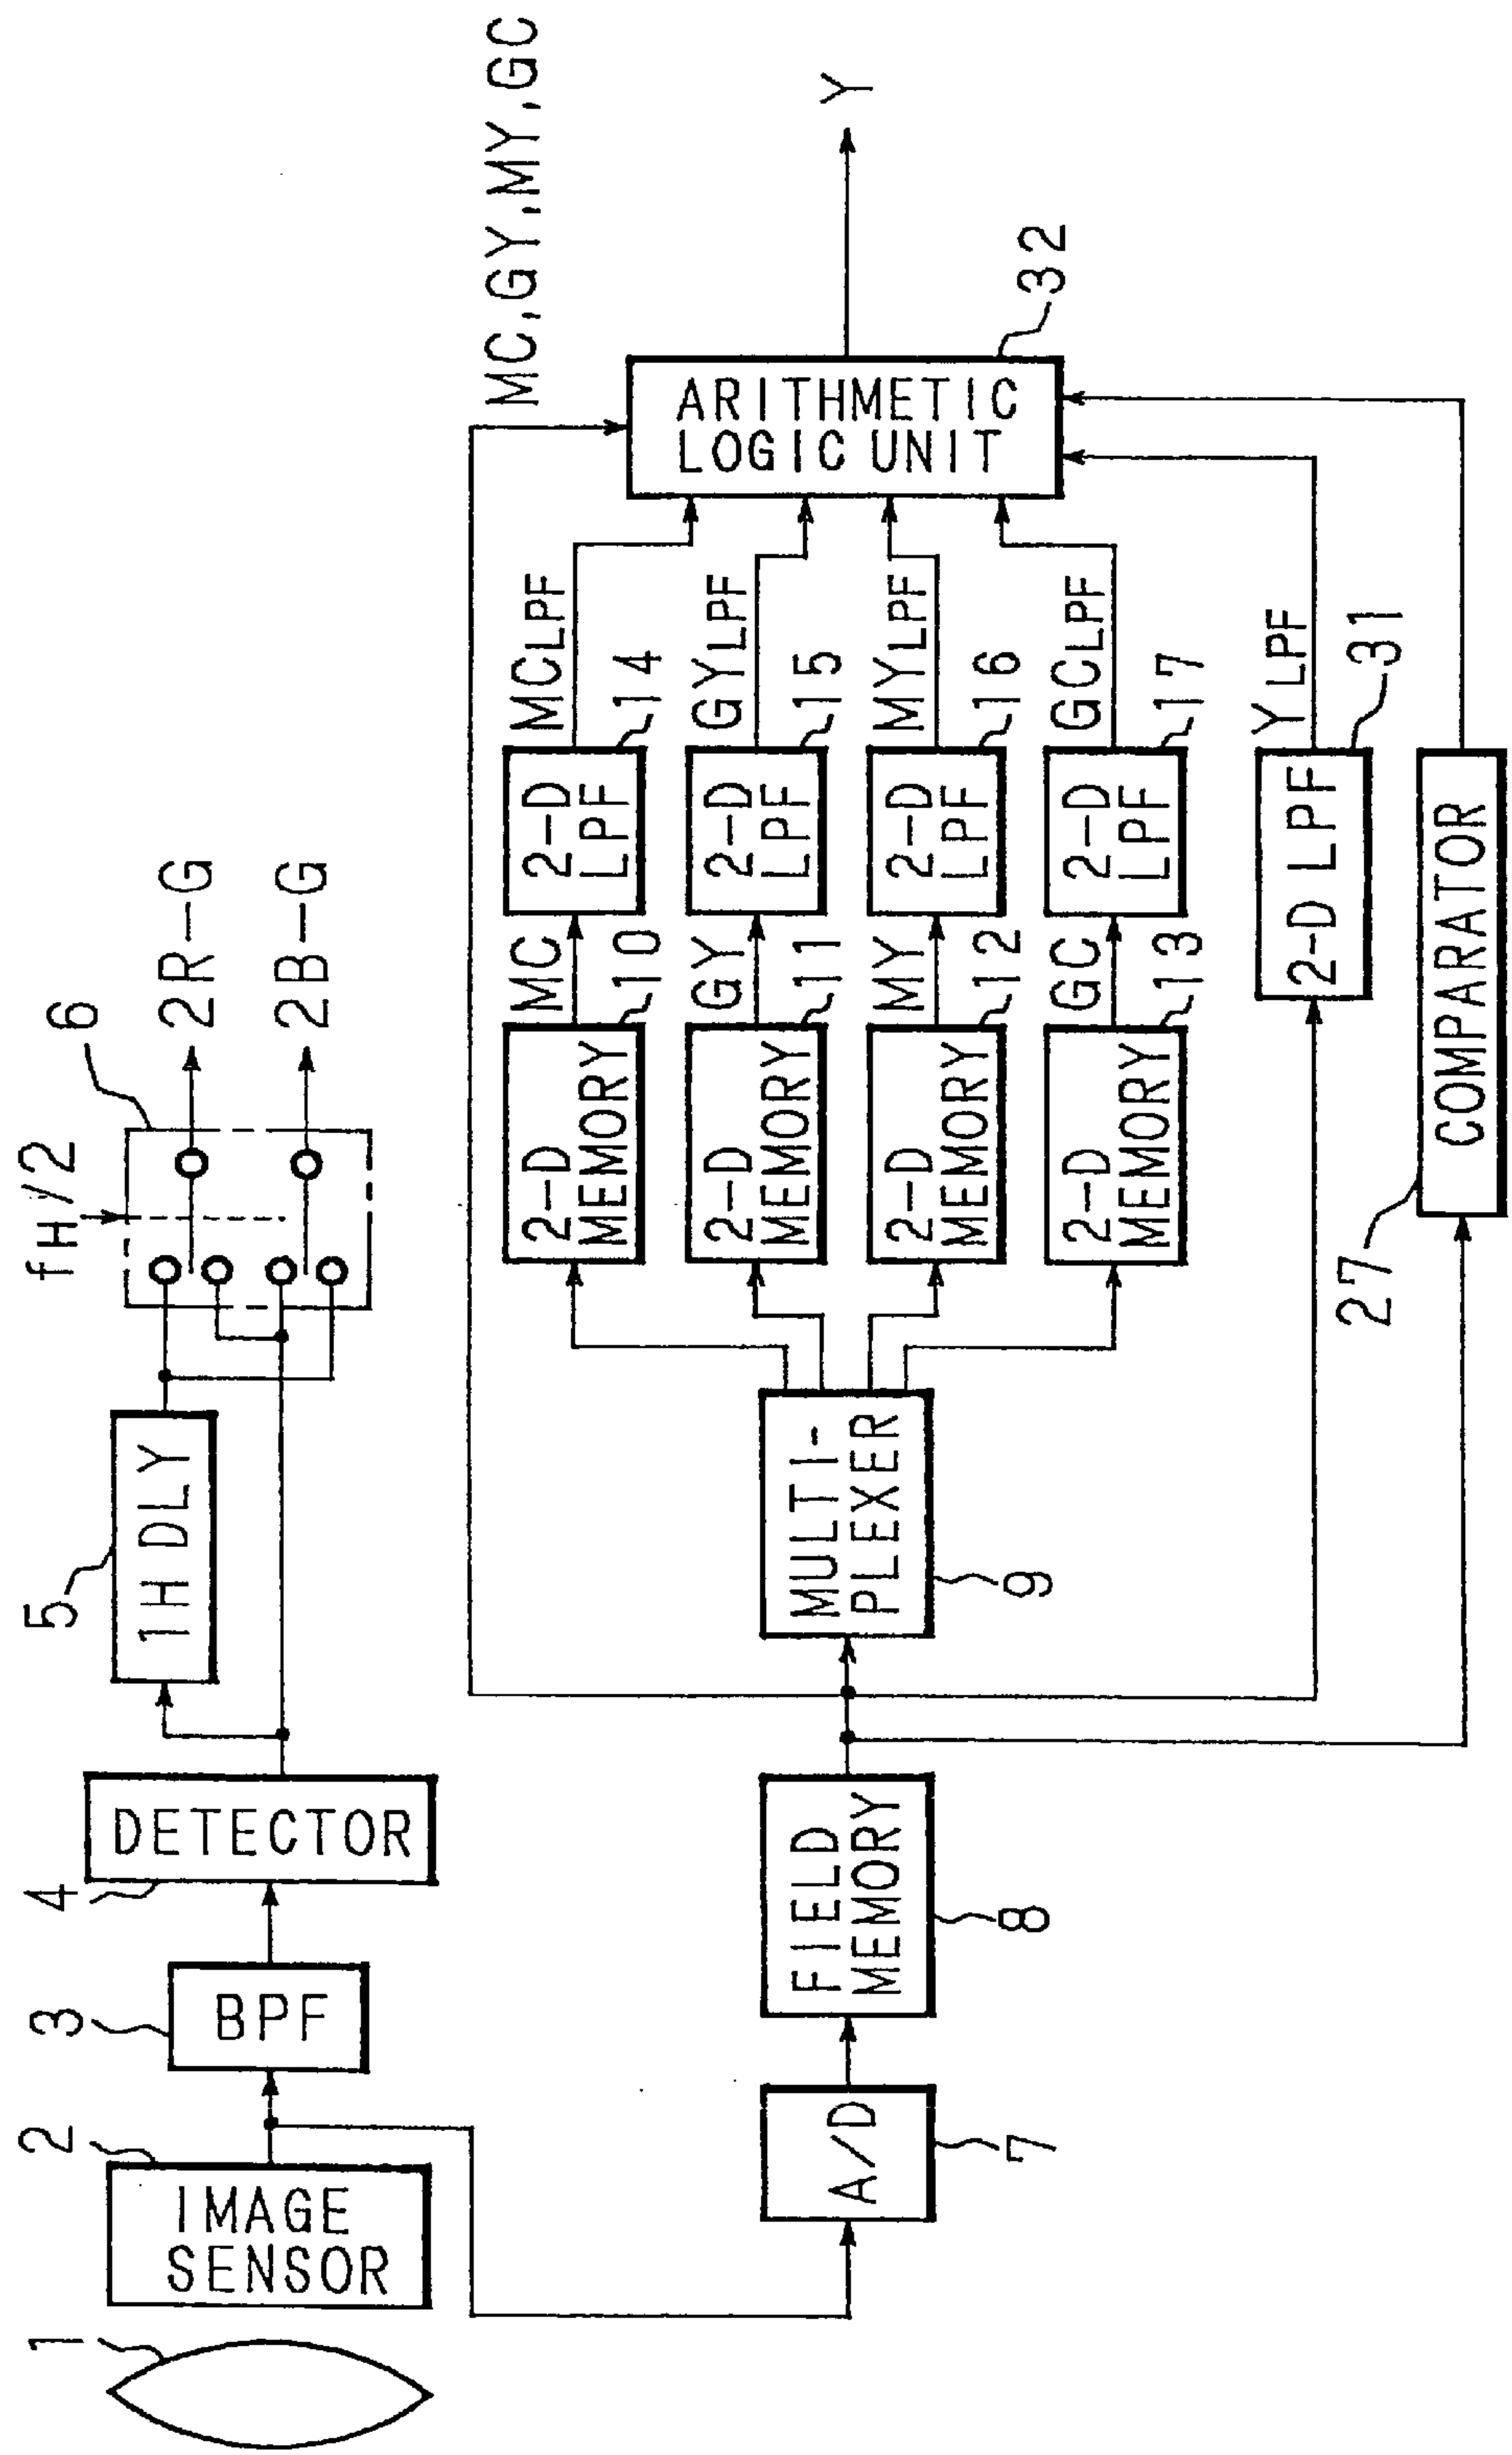 1
2
IMAGE
SENSOR
3
BPF
4
DETECTOR
5
1H DLY
fH/2
6
2R-G
2B-G
7
A/D
8
FIELD
MEMORY
9
MULTI-
PLEXER
2-D
MEMORY
10
MC
2-D
LPF
14
MCLPF
2-D
MEMORY
11
GY
2-D
LPF
15
GYLPF
2-D
MEMORY
12
MY
2-D
LPF
16
MYLPF
2-D
MEMORY
13
GC
2-D
LPF
17
GCLPF
2-D LPF
31
YLPF
27
COMPARATOR
MC,GY,MY,GC
ARITHMETIC
LOGIC UNIT
32
Y